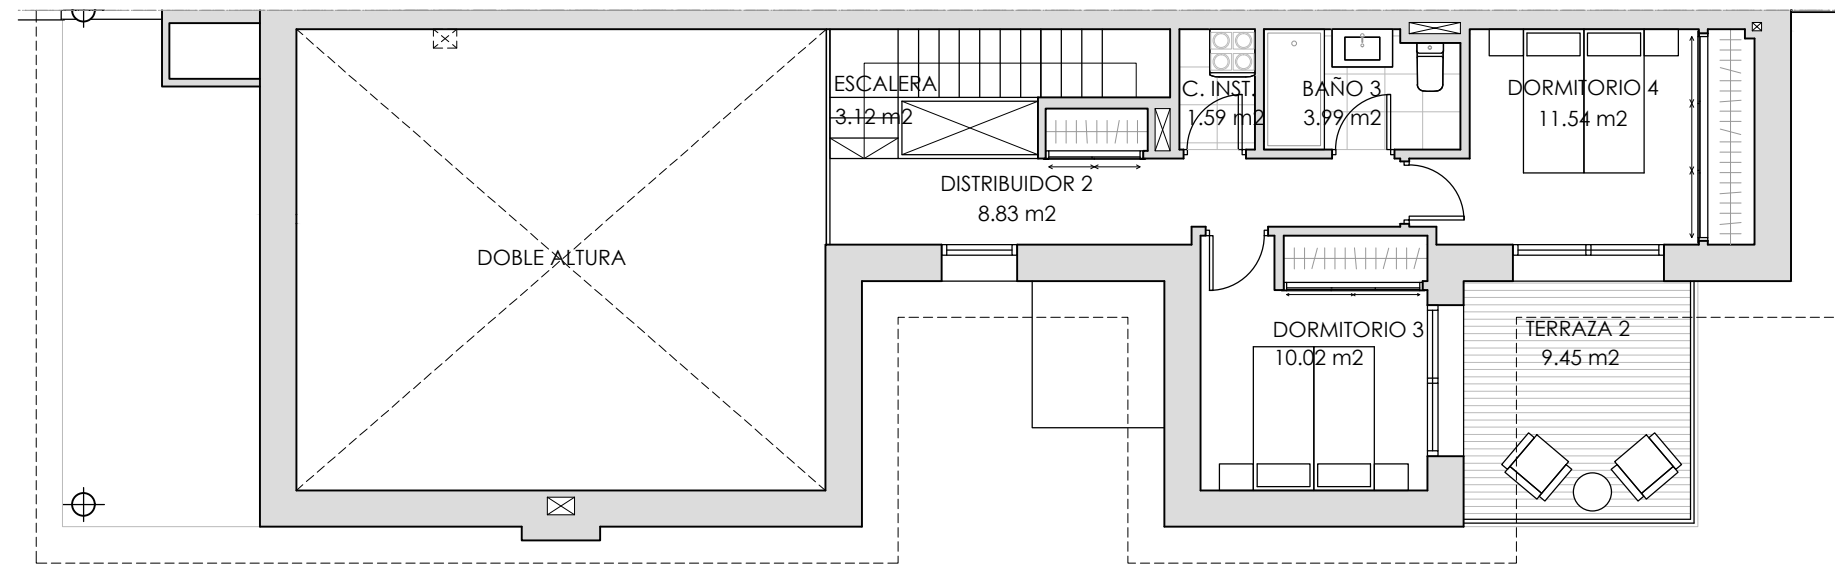 ESCALERA
3.12 m2
C. INST.
1.59 m2
BAÑO 3
3.99 m2
DORMITORIO 4
11.54 m2
DISTRIBUIDOR 2
8.83 m2
DOBLE ALTURA
DORMITORIO 3
10.02 m2
TERRAZA 2
9.45 m2